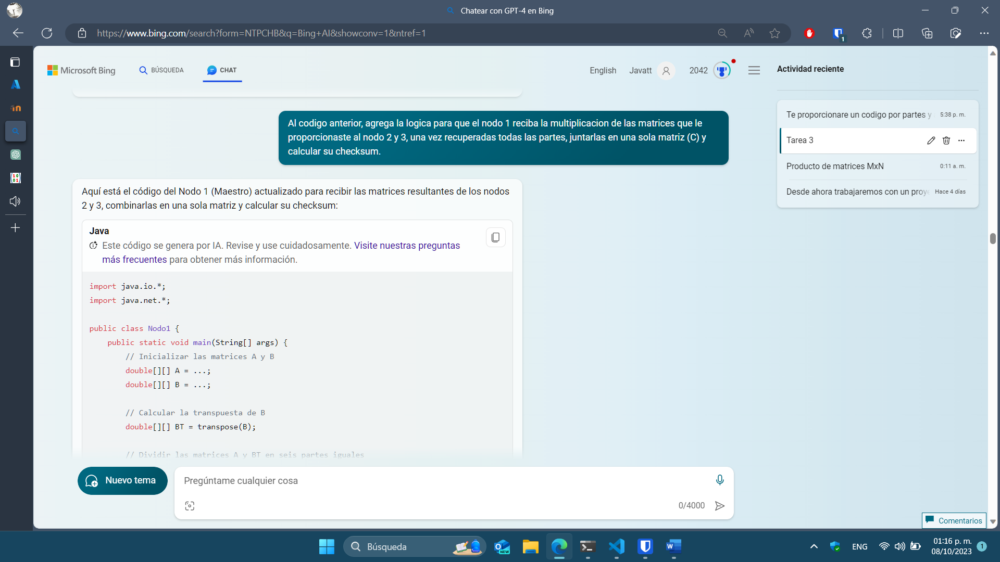 Chatear con GPT-4 en Bing
https://www.bing.com/search?form=NTPCHB&q=Bing+AI&showconv=1&ntref=1
1
Microsoft Bing
BÚSQUEDA
CHAT
English
Javatt
2042
Al codigo anterior, agrega la logica para que el nodo 1 reciba la multiplicacion de las matrices que le
proporcionaste al nodo 2 y 3, una vez recuperadas todas las partes, juntarlas en una sola matriz (C) y
calcular su checksum.
Aquí está el código del Nodo 1 (Maestro) actualizado para recibir las matrices resultantes de los nodos
2 y 3, combinarlas en una sola matriz y calcular su checksum:
Java
Este código se genera por IA. Revise y use cuidadosamente. Visite nuestras preguntas
más frecuentes para obtener más información.
import java.io.*;
import java.net.*;
public class Nodo1 {
public static void main(String[] args) {
// Inicializar las matrices A y B
double[][] A = ...;
double[][] B = ...;
// Calcular la transpuesta de B
double[][] BT = transpose(B);
// Dividir las matrices A y BT en seis partes iguales
Nuevo tema
Pregúntame cualquier cosa
0/4000
Actividad reciente
Te proporcionare un codigo por partes y 5:38 p. m.
Tarea 3
Producto de matrices MxN 0:11 a. m.
Desde ahora trabajaremos con un proye Hace 4 días
Comentarios
Búsqueda
NEW
ENG
01:16 p. m.
08/10/2023
1